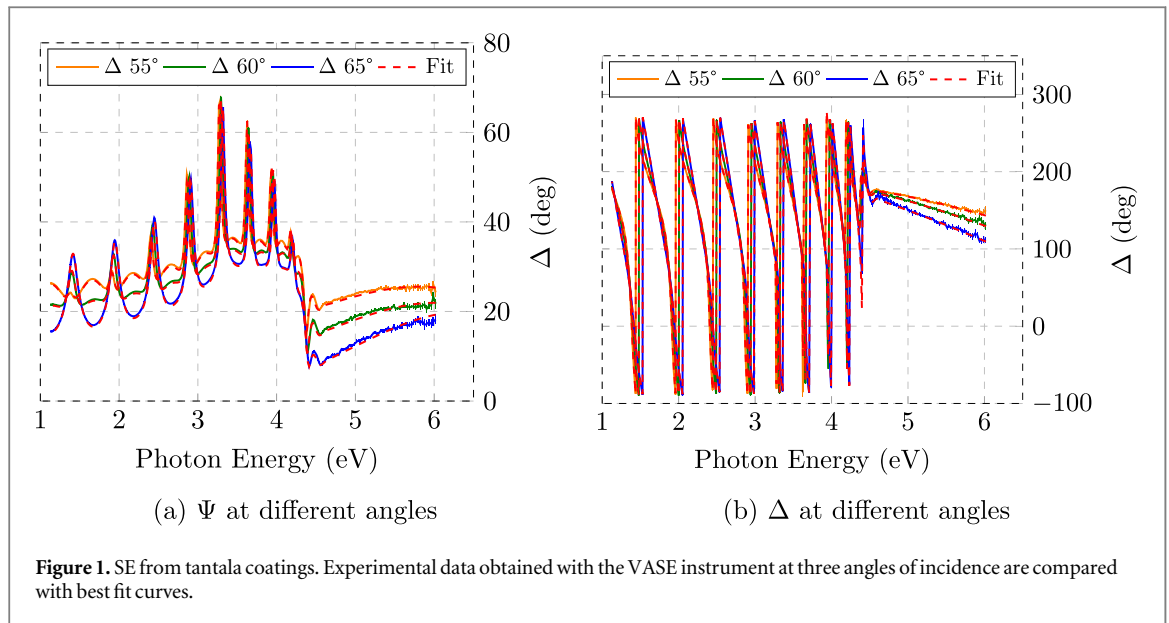 Δ 55° Δ 60° Δ 65° Fit
80
60
40
20
0
Δ (deg)
1 2 3 4 5 6
Photon Energy (eV)
(a) Ψ at different angles
Δ 55° Δ 60° Δ 65° Fit
300
200
100
0
−100
Δ (deg)
1 2 3 4 5 6
Photon Energy (eV)
(b) Δ at different angles
Figure 1. SE from tantala coatings. Experimental data obtained with the VASE instrument at three angles of incidence are compared
with best fit curves.